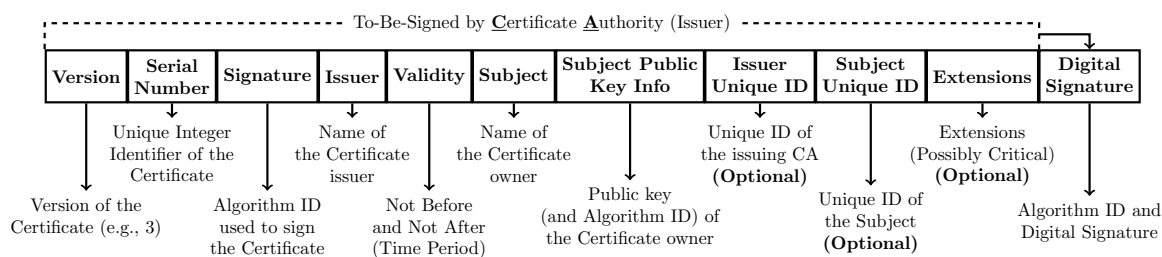 To-Be-Signed by Certificate Authority (Issuer)
Version
Serial
Number
Signature
Issuer
Validity
Subject
Subject Public
Key Info
Issuer
Unique ID
Subject
Unique ID
Extensions
Digital
Signature
Unique Integer
Identifier of the
Certificate
Name of
the Certificate
issuer
Name of
the Certificate
owner
Unique ID of
the issuing CA
(Optional)
Extensions
(Possibly Critical)
(Optional)
Version of the
Certificate (e.g., 3)
Algorithm ID
used to sign
the Certificate
Not Before
and Not After
(Time Period)
Public key
(and Algorithm ID) of
the Certificate owner
Unique ID of
the Subject
(Optional)
Algorithm ID and
Digital Signature